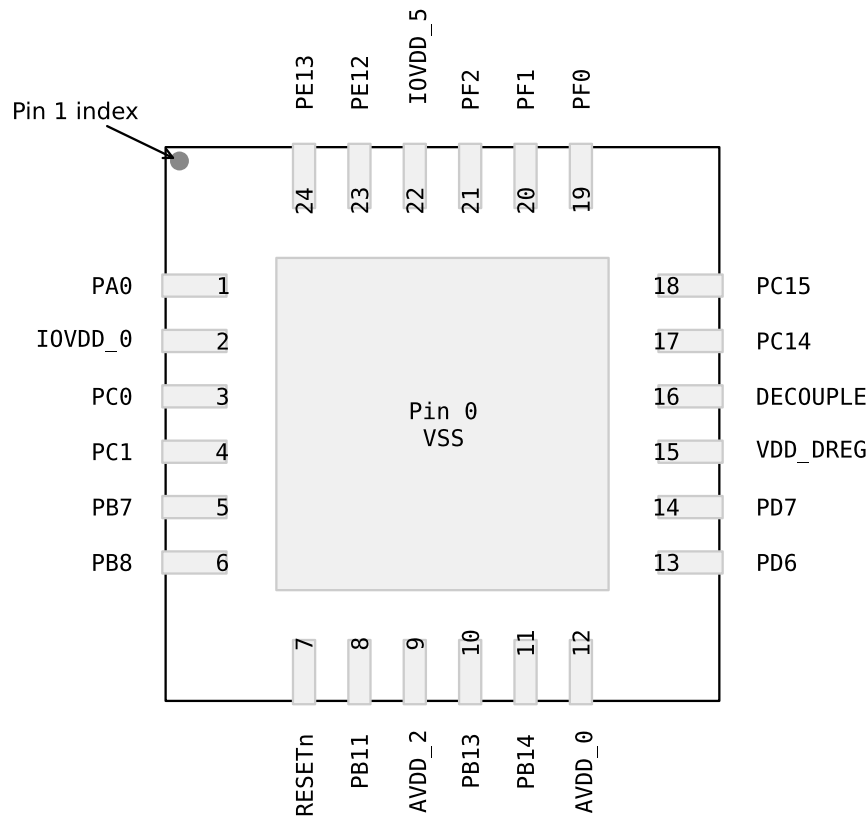 PE13
PE12
IOVDD_5
PF2
PF1
PF0
Pin 1 index
24
23
22
21
20
19
PA0 1
18 PC15
IOVDD_0 2
17 PC14
PC0 3
16 DECOUPLE
Pin 0
VSS
PC1 4
15 VDD_DREG
PB7 5
14 PD7
PB8 6
13 PD6
7
8
9
10
11
12
RESETn
PB11
AVDD_2
PB13
PB14
AVDD_0